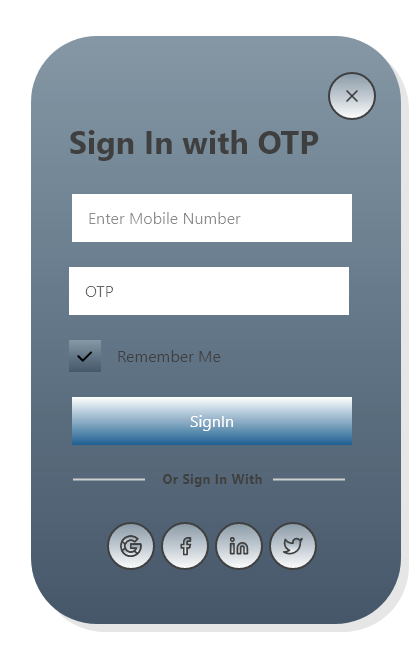 Sign In with OTP
Enter Mobile Number
OTP
Remember Me
SignIn
Or Sign In With